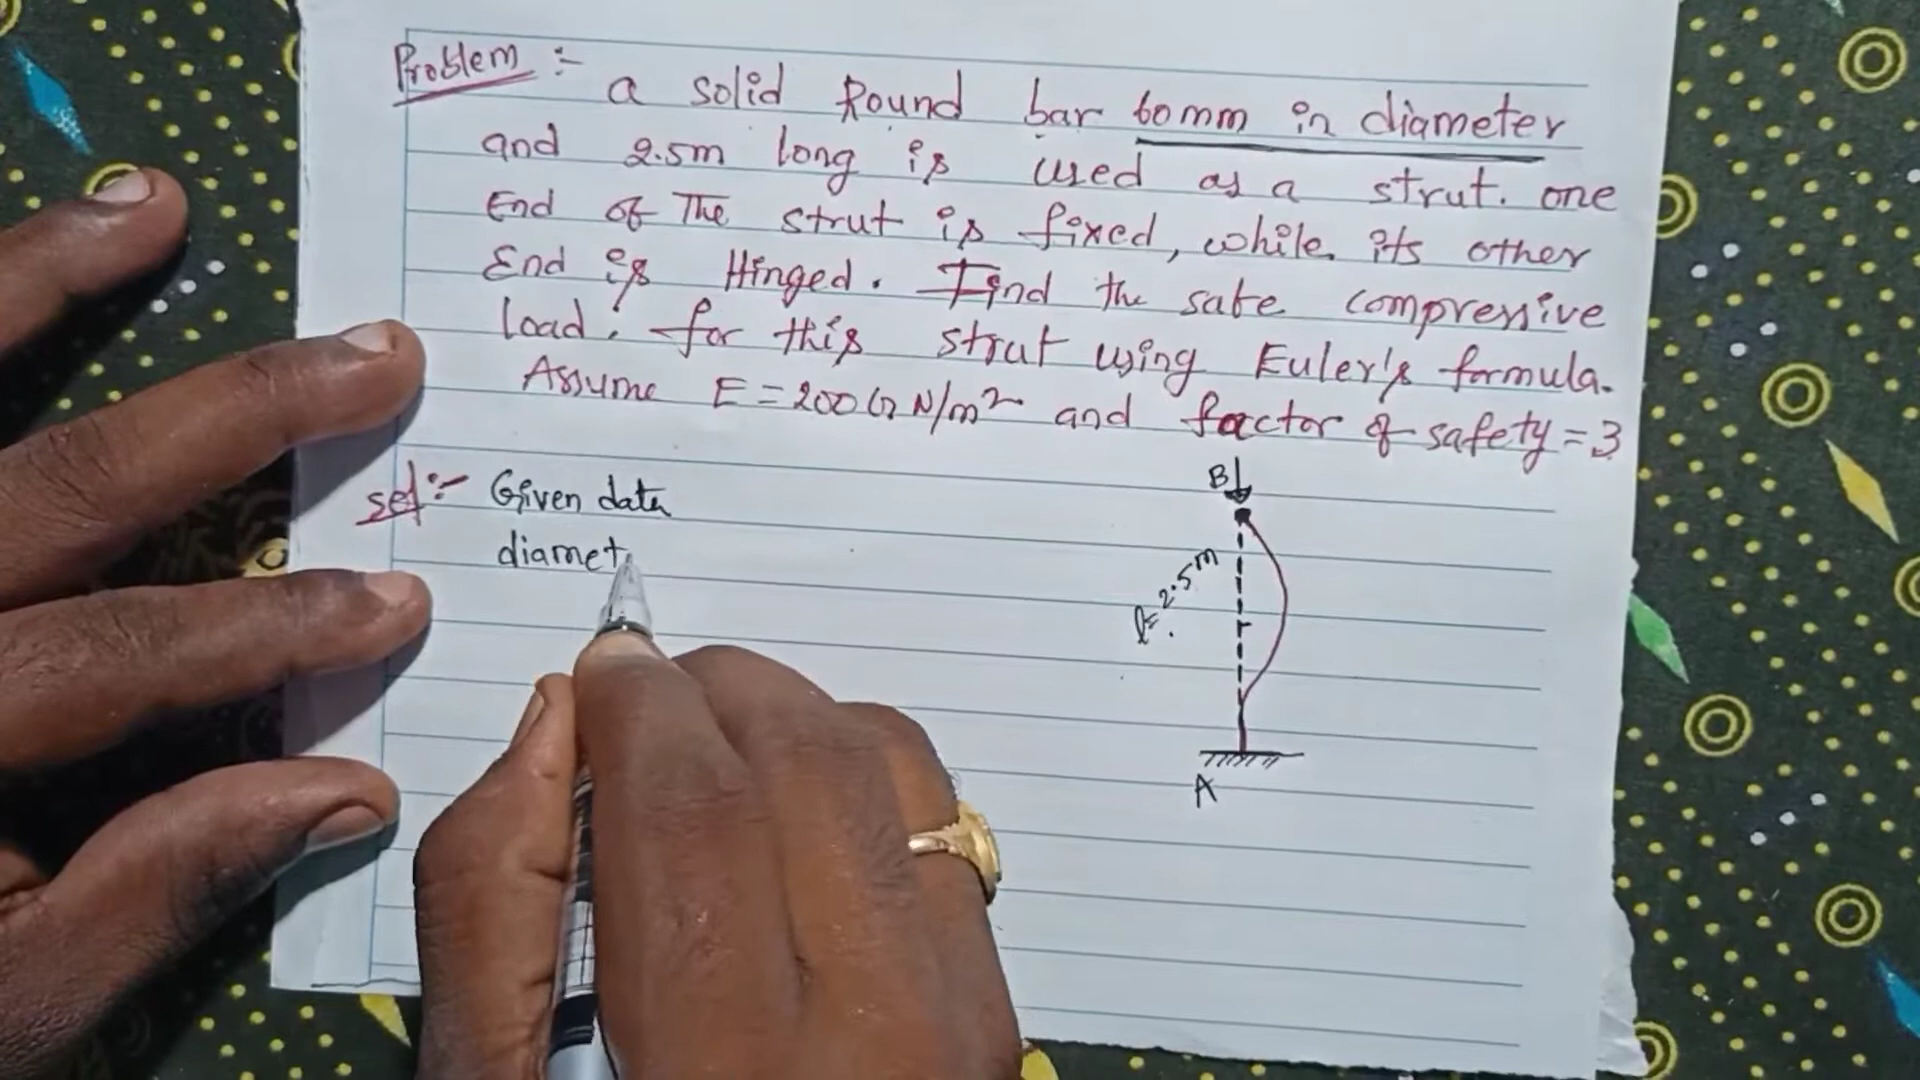 Problem :-
a solid Round bar 60mm in diameter
and 2.5m long is used as a strut. one
End of The strut is fixed, while its other
End is Hinged. Find the safe compressive
load. for this strut using Euler's formula.
Assume E = 200 G N/m² and factor of safety = 3
sol :- Given data
diamet
B
l = 2.5m
A